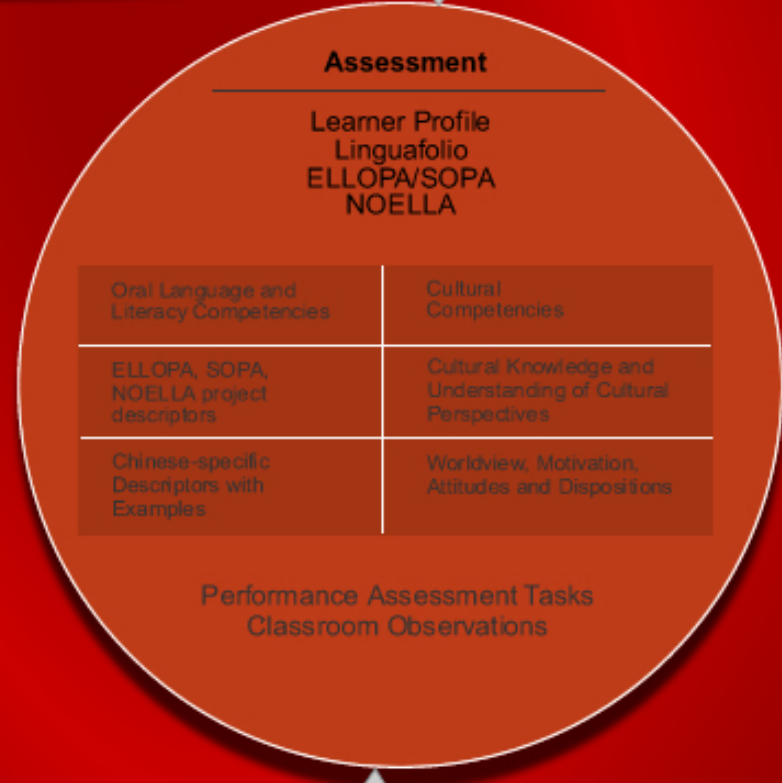 Assessment
Learner Profile
Linguafolio
ELLOPA/SOPA
NOELLA
Oral Language and
Literacy Competencies
Cultural
Competencies
ELLOPA, SOPA,
NOELLA project
descriptors
Cultural Knowledge and
Understanding of Cultural
Perspectives
Chinese-specific
Descriptors with
Examples
Worldview, Motivation,
Attitudes and Dispositions
Performance Assessment Tasks
Classroom Observations